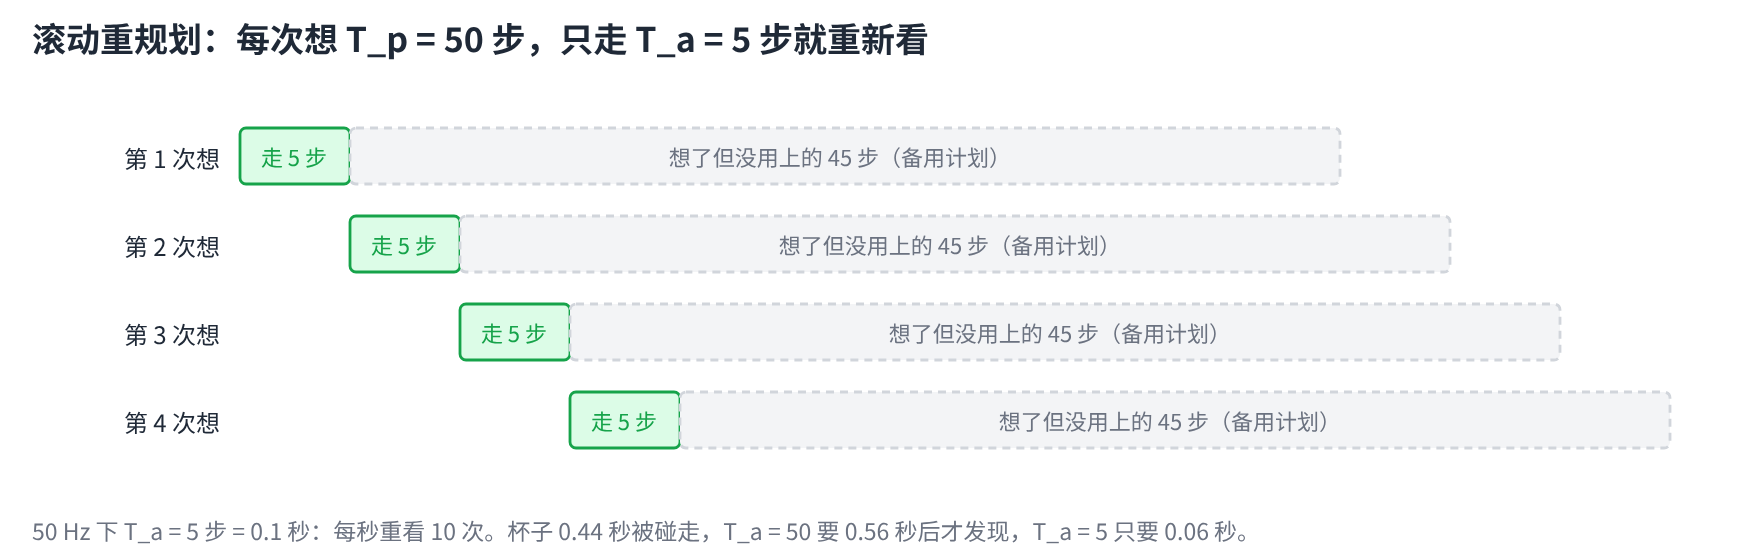 滚动重规划：每次想 T_p = 50 步，只走 T_a = 5 步就重新看
第 1 次想 走 5 步 想了但没用上的 45 步（备用计划）
第 2 次想 走 5 步 想了但没用上的 45 步（备用计划）
第 3 次想 走 5 步 想了但没用上的 45 步（备用计划）
第 4 次想 走 5 步 想了但没用上的 45 步（备用计划）
50 Hz 下 T_a = 5 步 = 0.1 秒：每秒重看 10 次。杯子 0.44 秒被碰走，T_a = 50 要 0.56 秒后才发现，T_a = 5 只要 0.06 秒。